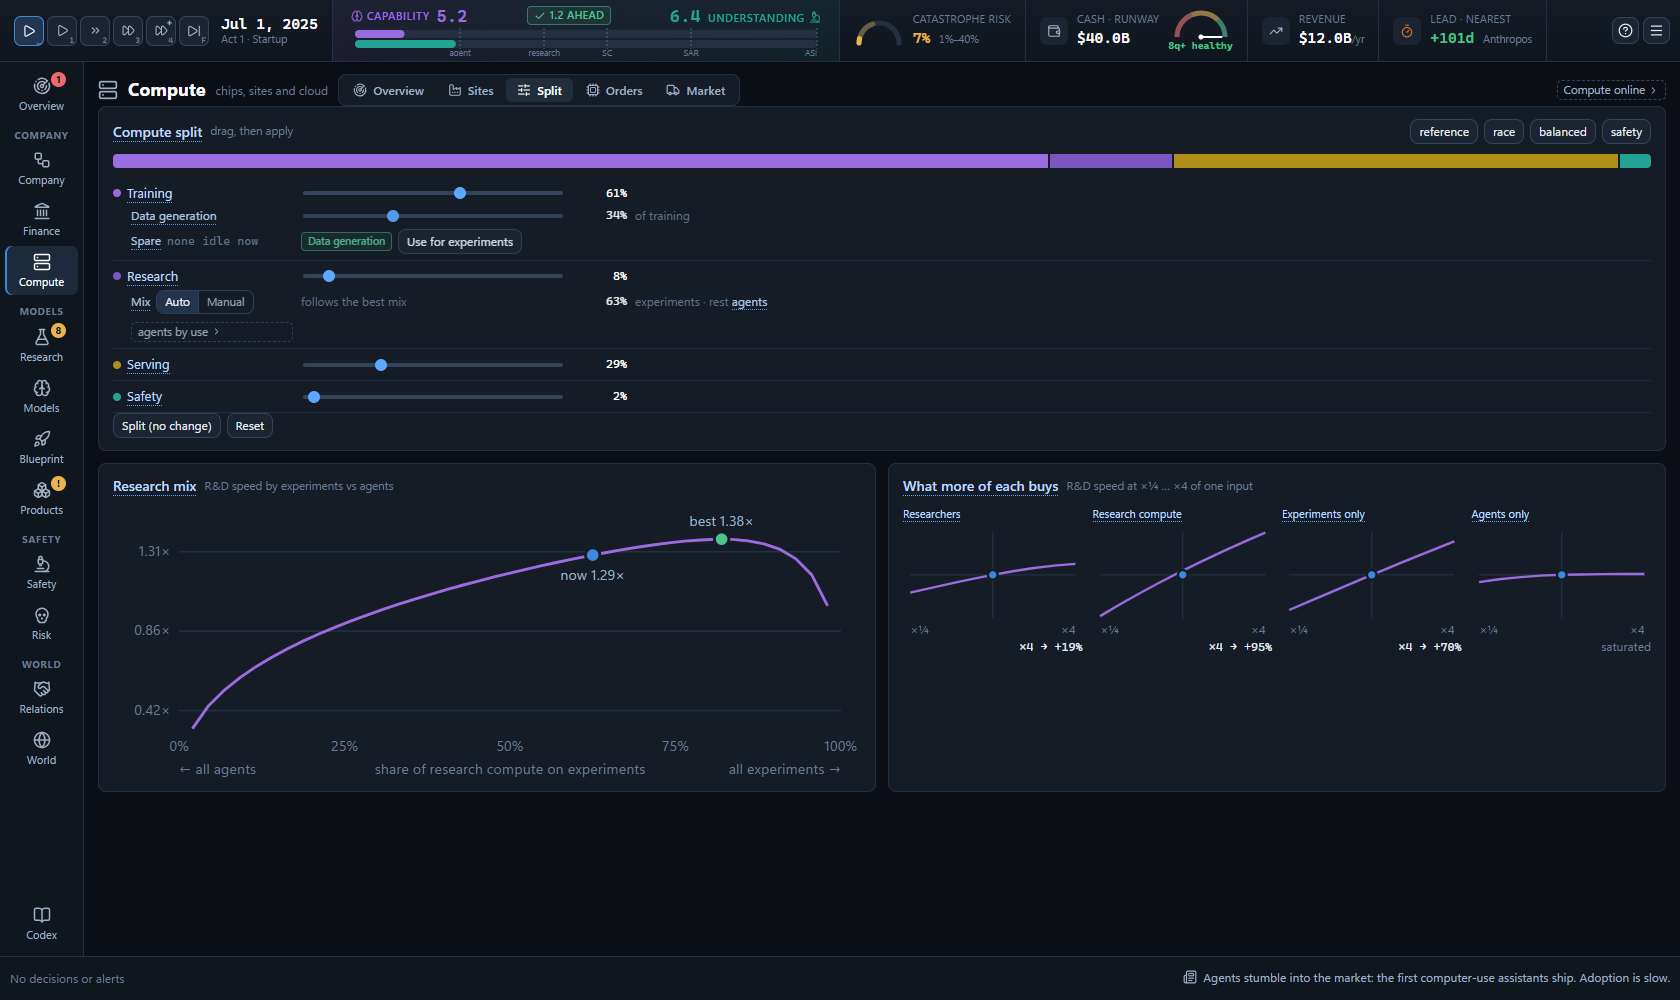 Jul 1, 2025
Act 1 · Startup
1
2
3
4
F
CAPABILITY 5.2
1.2 AHEAD
6.4 UNDERSTANDING
agent
research
SC
SAR
ASI
CATASTROPHE RISK
7% 1%–40%
CASH · RUNWAY
$40.0B
8q+ healthy
REVENUE
$12.0B/yr
LEAD · NEAREST
+101d Anthropos
1
Overview
COMPANY
Company
Finance
Compute
MODELS
8
Research
Models
Blueprint
!
Products
SAFETY
Safety
Risk
WORLD
Relations
World
Codex
Compute chips, sites and cloud
Overview
Sites
Split
Orders
Market
Compute online ›
Compute split drag, then apply
reference
race
balanced
safety
Training 61%
Data generation 34% of training
Spare none idle now Data generation Use for experiments
Research 8%
Mix Auto Manual follows the best mix 63% experiments · rest agents
agents by use ›
Serving 29%
Safety 2%
Split (no change) Reset
Research mix R&D speed by experiments vs agents
best 1.38×
now 1.29×
1.31×
0.86×
0.42×
0% 25% 50% 75% 100%
← all agents share of research compute on experiments all experiments →
What more of each buys R&D speed at ×¼ ... ×4 of one input
Researchers Research compute Experiments only Agents only
×¼ ×4 ×¼ ×4 ×¼ ×4 ×¼ ×4
×4 → +19% ×4 → +95% ×4 → +70% saturated
No decisions or alerts
Agents stumble into the market: the first computer-use assistants ship. Adoption is slow.